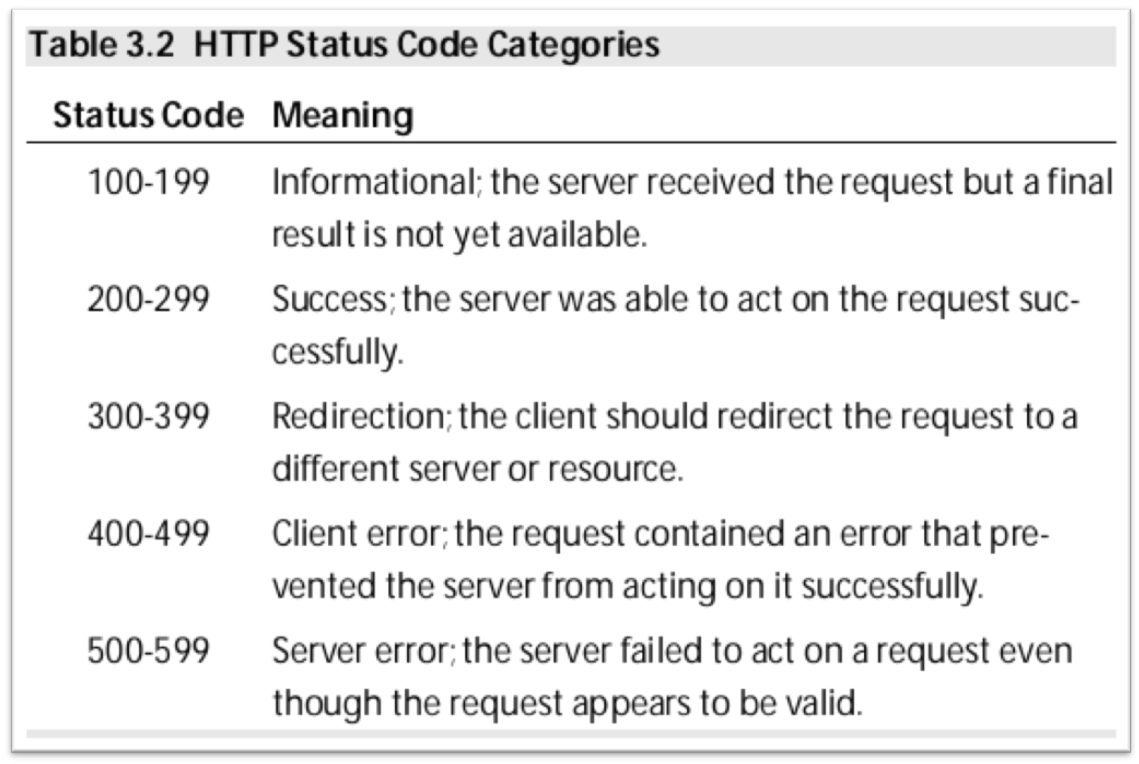 Table 3.2 HTTP Status Code Categories
Status Code Meaning
100-199 Informational; the server received the request but a final
result is not yet available.
200-299 Success; the server was able to act on the request suc-
cessfully.
300-399 Redirection; the client should redirect the request to a
different server or resource.
400-499 Client error; the request contained an error that pre-
vented the server from acting on it successfully.
500-599 Server error; the server failed to act on a request even
though the request appears to be valid.